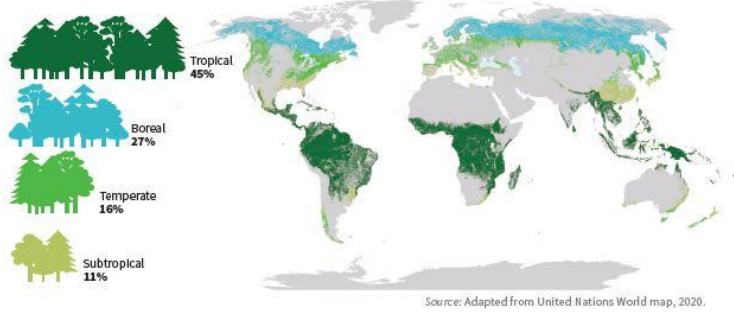 Tropical
45%
Boreal
27%
Temperate
16%
Subtropical
11%
Source: Adapted from United Nations World map, 2020.